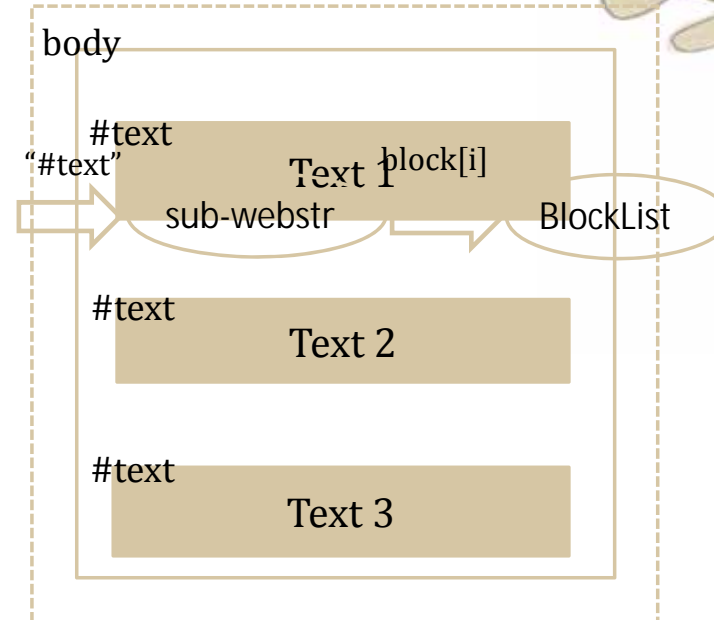 body
#text
“#text”
Text 1
block[i]
sub-webstr
BlockList
#text
Text 2
#text
Text 3